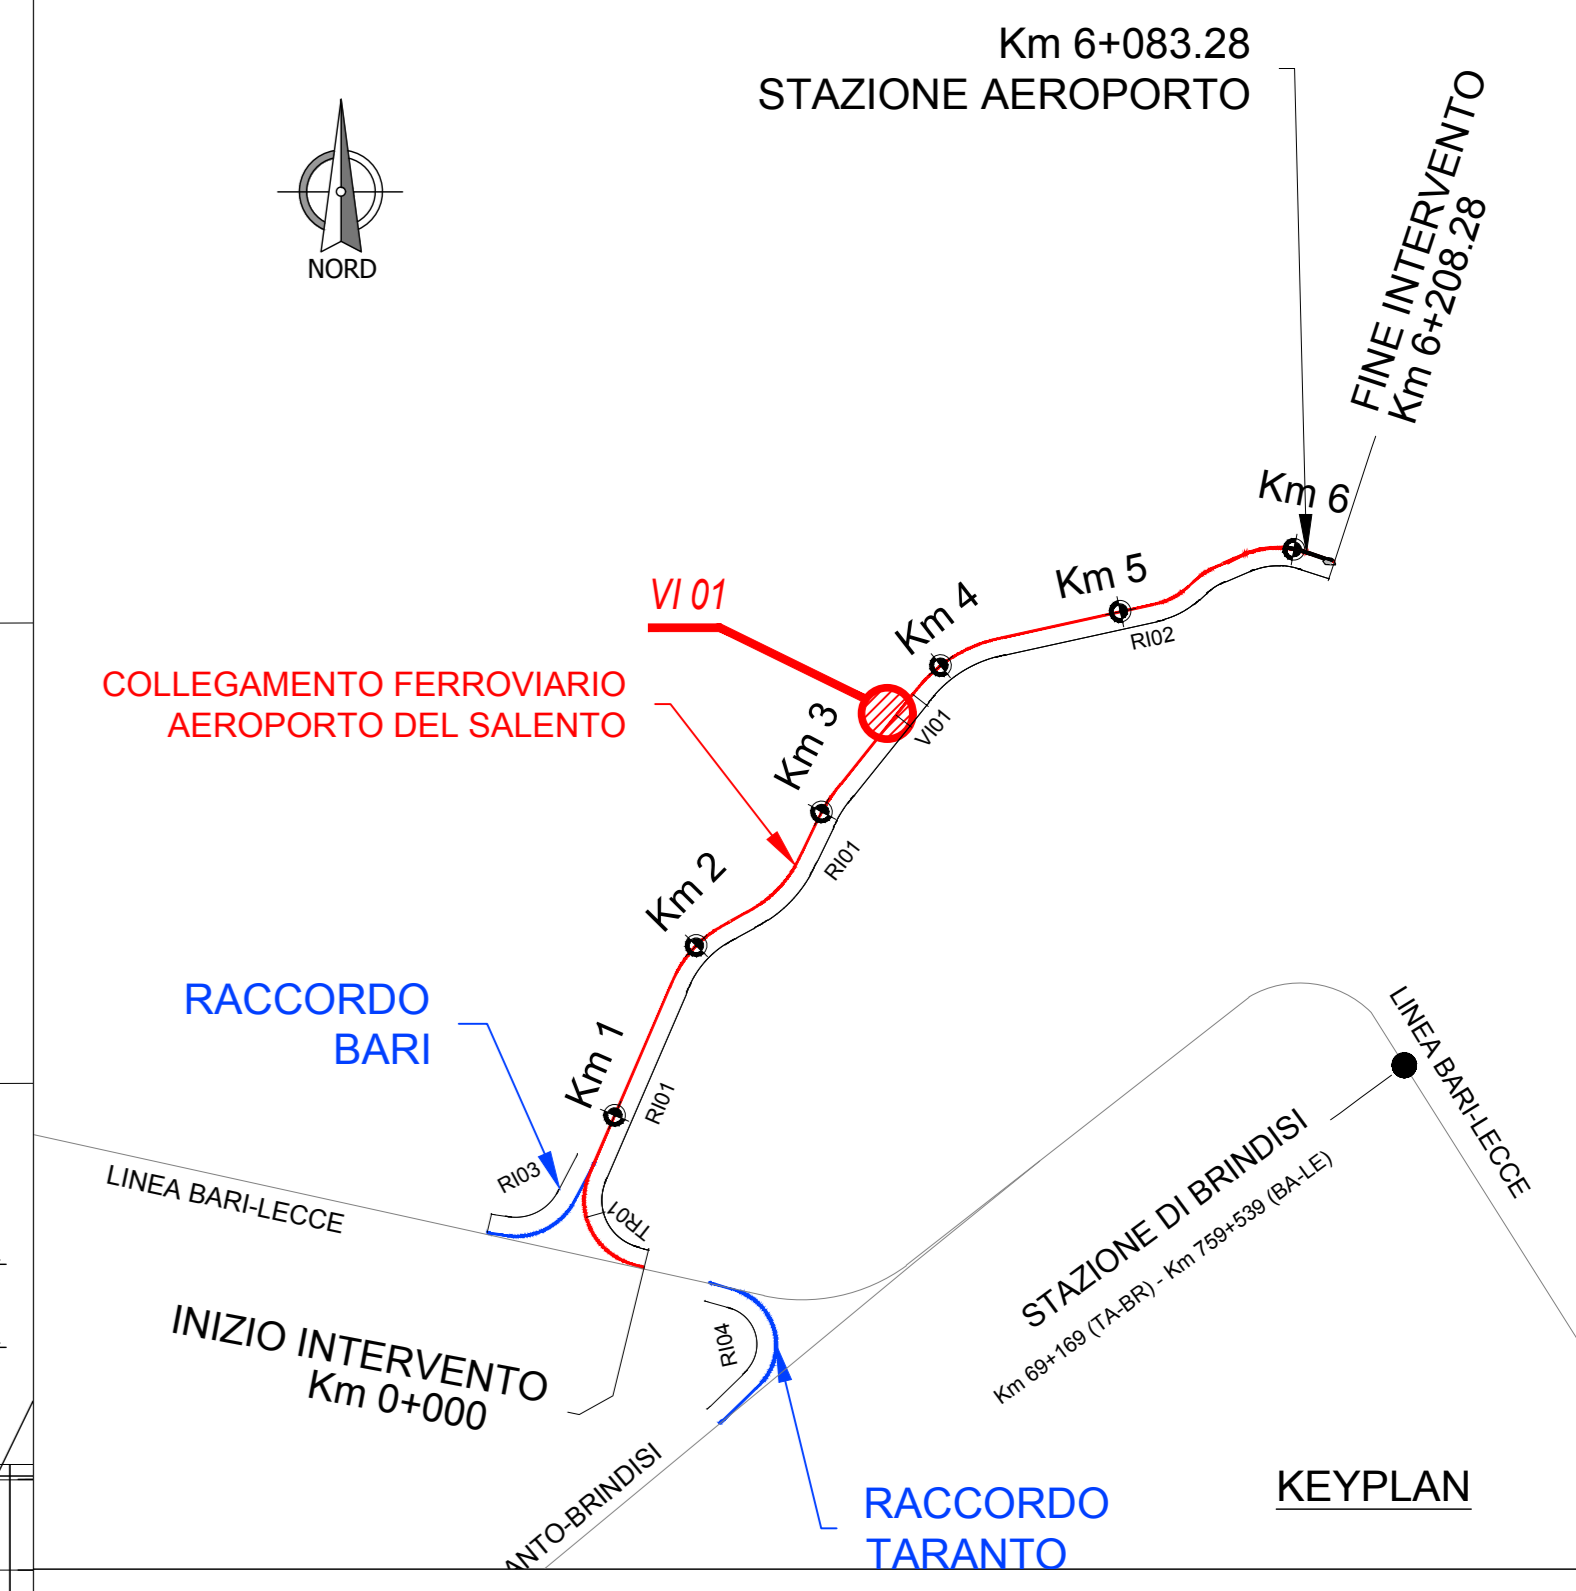 Km 6+083.28
STAZIONE AEROPORTO
FINE INTERVENTO
Km 6+208.28
NORD
Km 6
Km 5
Km 4
RI02
VI 01
COLLEGAMENTO FERROVIARIO
AEROPORTO DEL SALENTO
VI01
Km 3
RI01
Km 2
RACCORDO
BARI
Km 1
RI01
LINEA BARI-LECCE
RI03
LINEA BARI-LECCE
TR01
STAZIONE DI BRINDISI
Km 69+169 (TA-BR) - Km 759+539 (BA-LE)
INIZIO INTERVENTO
Km 0+000
RI04
ANTO-BRINDISI
RACCORDO
TARANTO
KEYPLAN